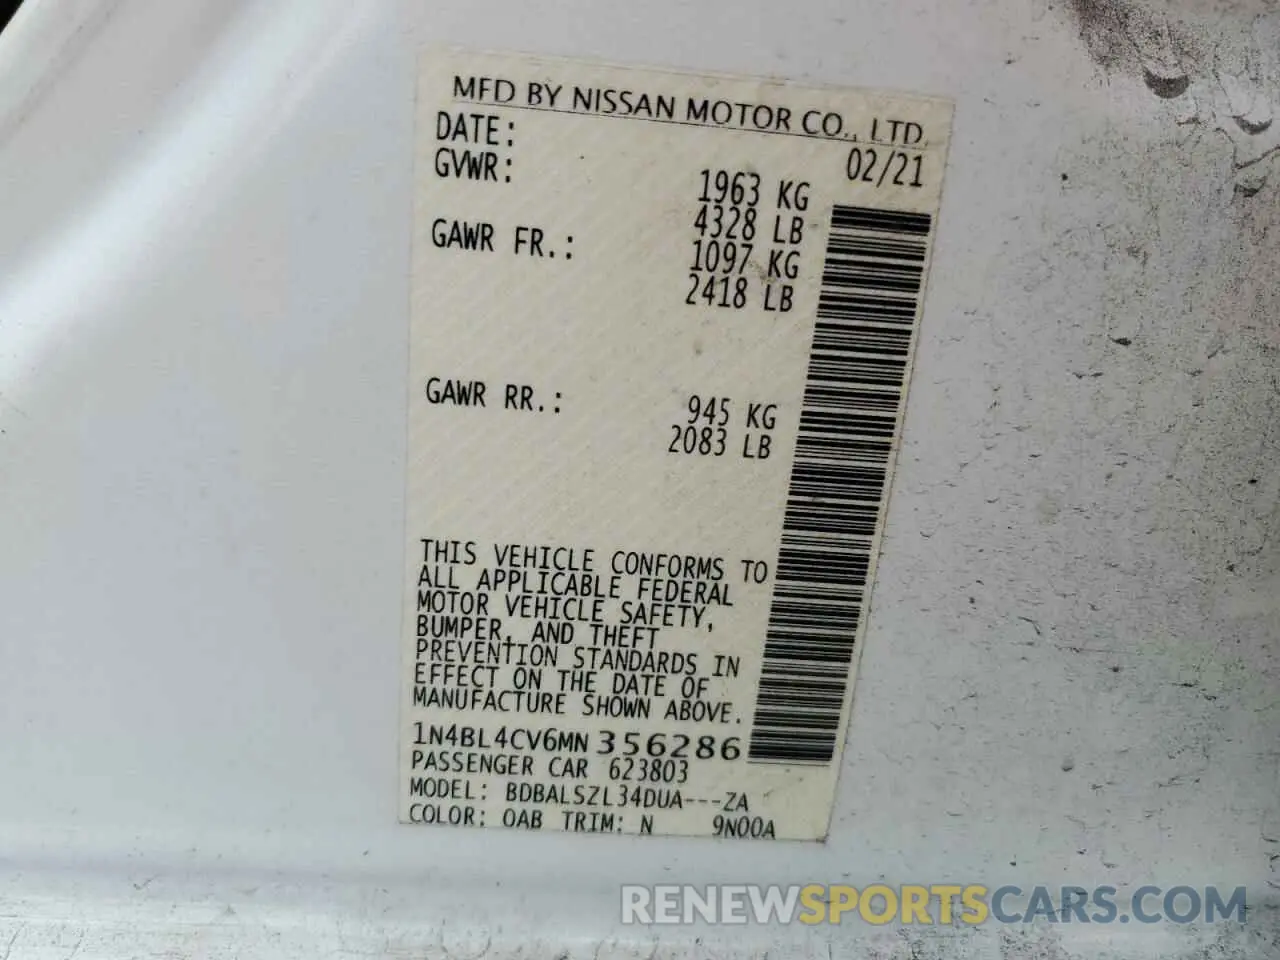 MFD BY NISSAN MOTOR CO., LTD.
DATE: 02/21
GVWR: 1963 KG
4328 LB
GAWR FR.: 1097 KG
2418 LB
GAWR RR.: 945 KG
2083 LB
THIS VEHICLE CONFORMS TO
ALL APPLICABLE FEDERAL
MOTOR VEHICLE SAFETY,
BUMPER, AND THEFT
PREVENTION STANDARDS IN
EFFECT ON THE DATE OF
MANUFACTURE SHOWN ABOVE.
1N4BL4CV6MN356286
PASSENGER CAR 623803
MODEL: BDBALSZL34DUA---ZA
COLOR: QAB TRIM: N 9N00A
RENEWSPORTSCARS.COM